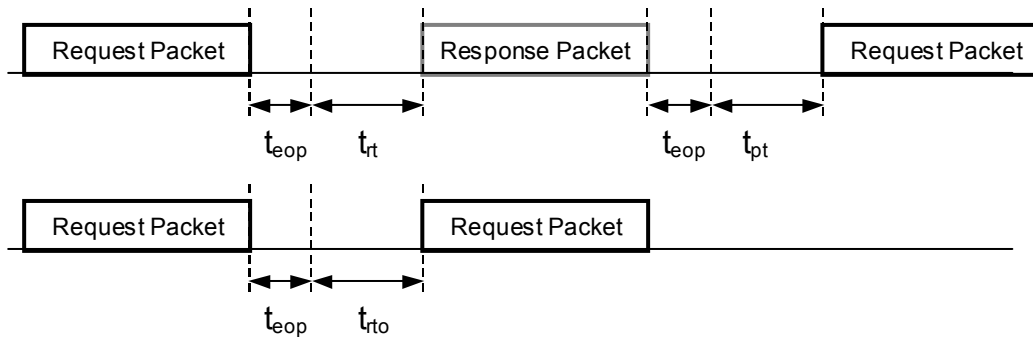 Request Packet Response Packet Request Packet
teop trt teop tpt
Request Packet Request Packet
teop trto